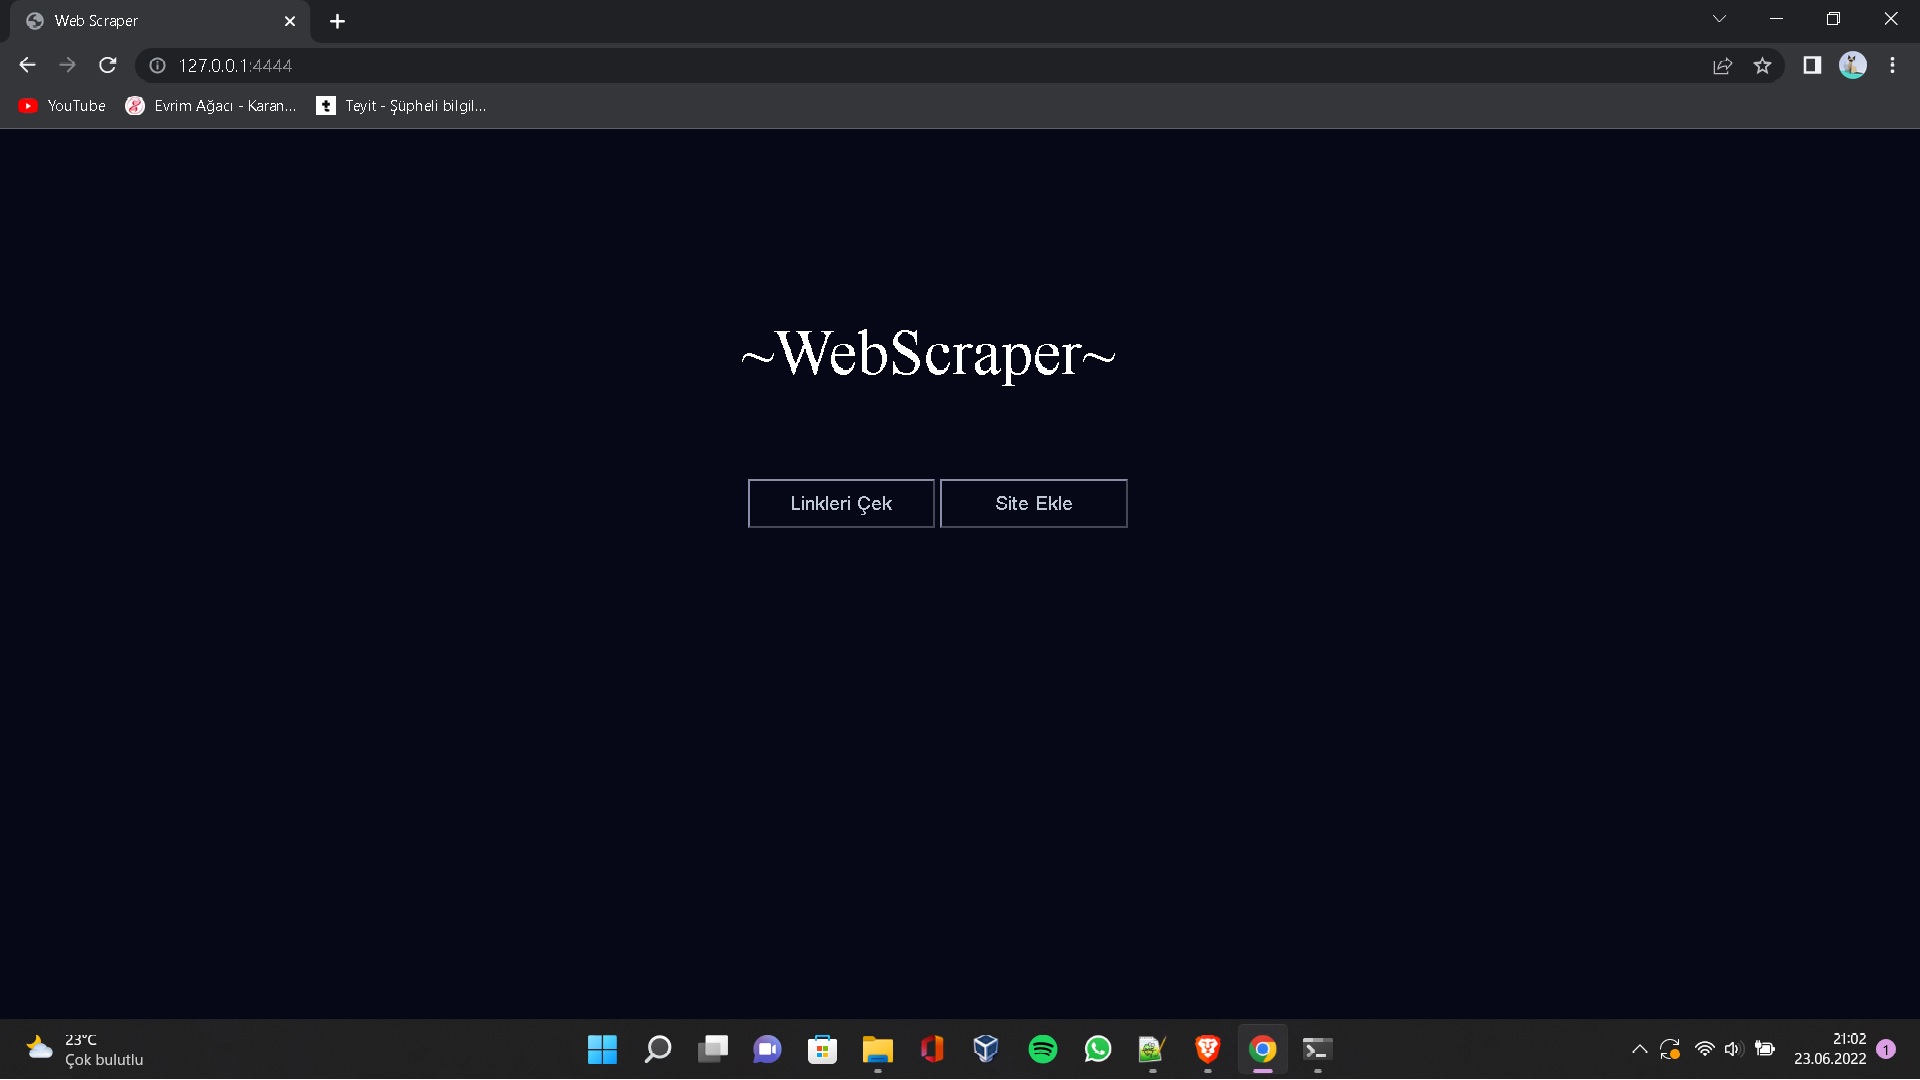 Web Scraper
127.0.0.1:4444
YouTube
Evrim Ağacı - Karan...
Teyit - Şüpheli bilgil...
~WebScraper~
Linkleri Çek
Site Ekle
23°C
Çok bulutlu
21:02
23.06.2022
1